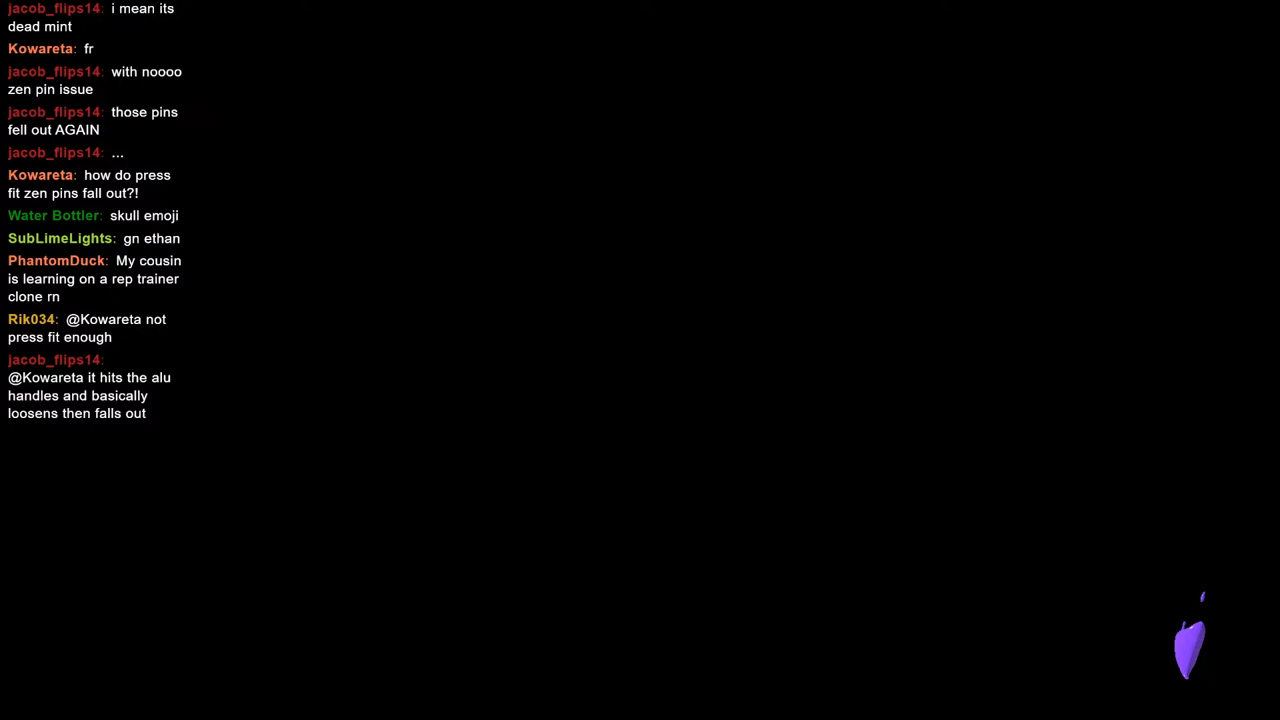 jacob_flips14: i mean its
dead mint
Kowareta: fr
jacob_flips14: with noooo
zen pin issue
jacob_flips14: those pins
fell out AGAIN
jacob_flips14: ...
Kowareta: how do press
fit zen pins fall out?!
Water Bottler: skull emoji
SubLimeLights: gn ethan
PhantomDuck: My cousin
is learning on a rep trainer
clone rn
Rik034: @Kowareta not
press fit enough
jacob_flips14:
@Kowareta it hits the alu
handles and basically
loosens then falls out